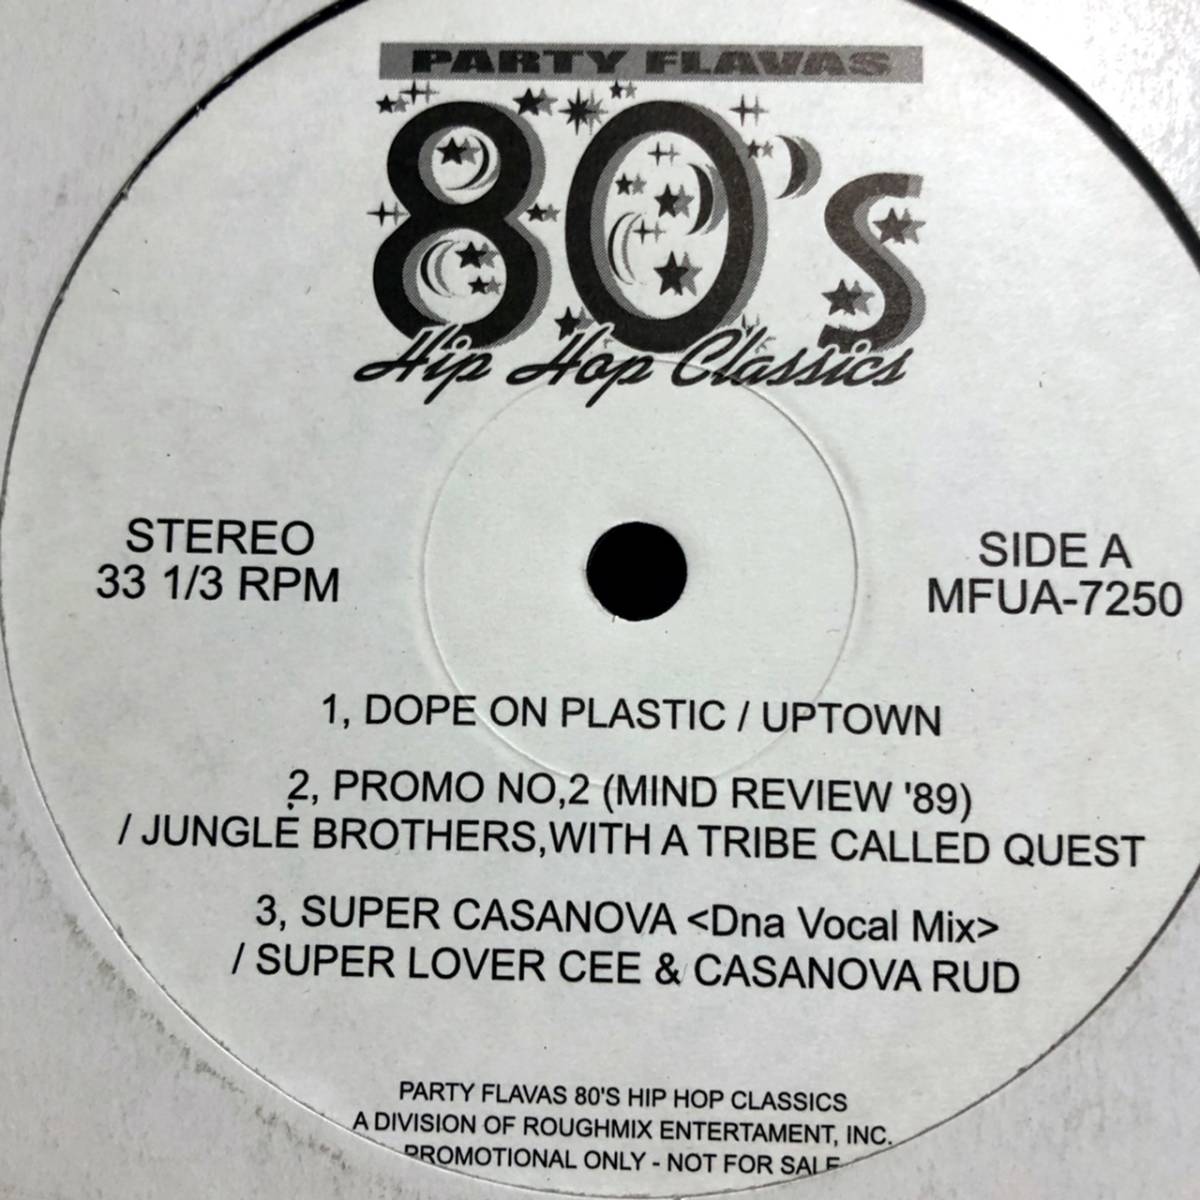 PARTY FLAVAS
80's
Hip Hop Classics
STEREO
33 1/3 RPM
SIDE A
MFUA-7250
1, DOPE ON PLASTIC / UPTOWN
2, PROMO NO,2 (MIND REVIEW '89)
/ JUNGLE BROTHERS,WITH A TRIBE CALLED QUEST
3, SUPER CASANOVA <Dna Vocal Mix>
/ SUPER LOVER CEE & CASANOVA RUD
PARTY FLAVAS 80'S HIP HOP CLASSICS
A DIVISION OF ROUGHMIX ENTERTAMENT, INC.
PROMOTIONAL ONLY - NOT FOR SALE